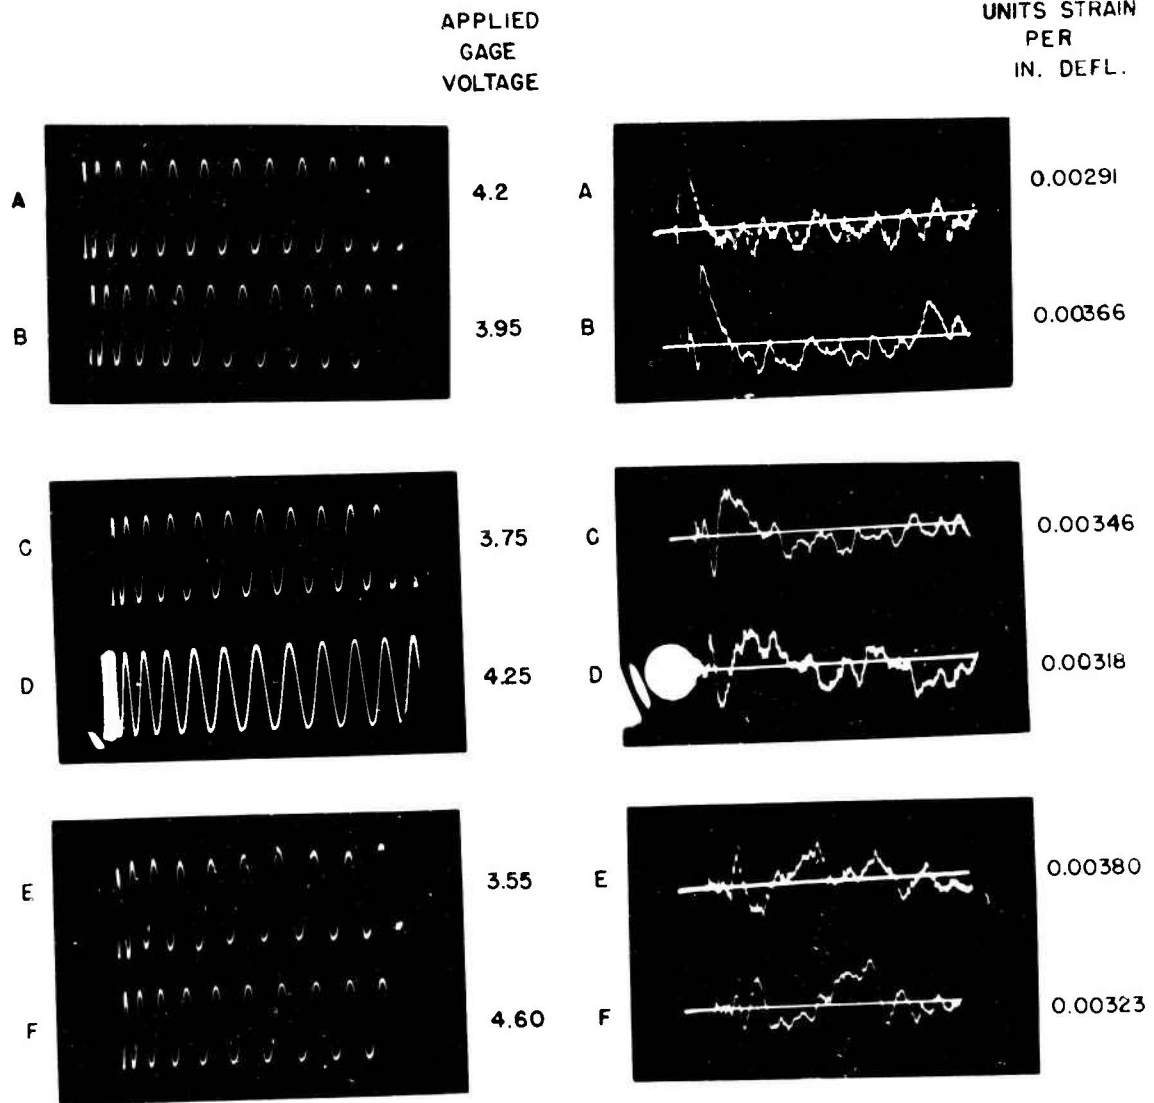 APPLIED
GAGE
VOLTAGE
UNITS STRAIN
PER
IN. DEFL.
A 4.2 A 0.00291
B 3.95 B 0.00366
C 3.75 C 0.00346
D 4.25 D 0.00318
E 3.55 E 0.00380
F 4.60 F 0.00323